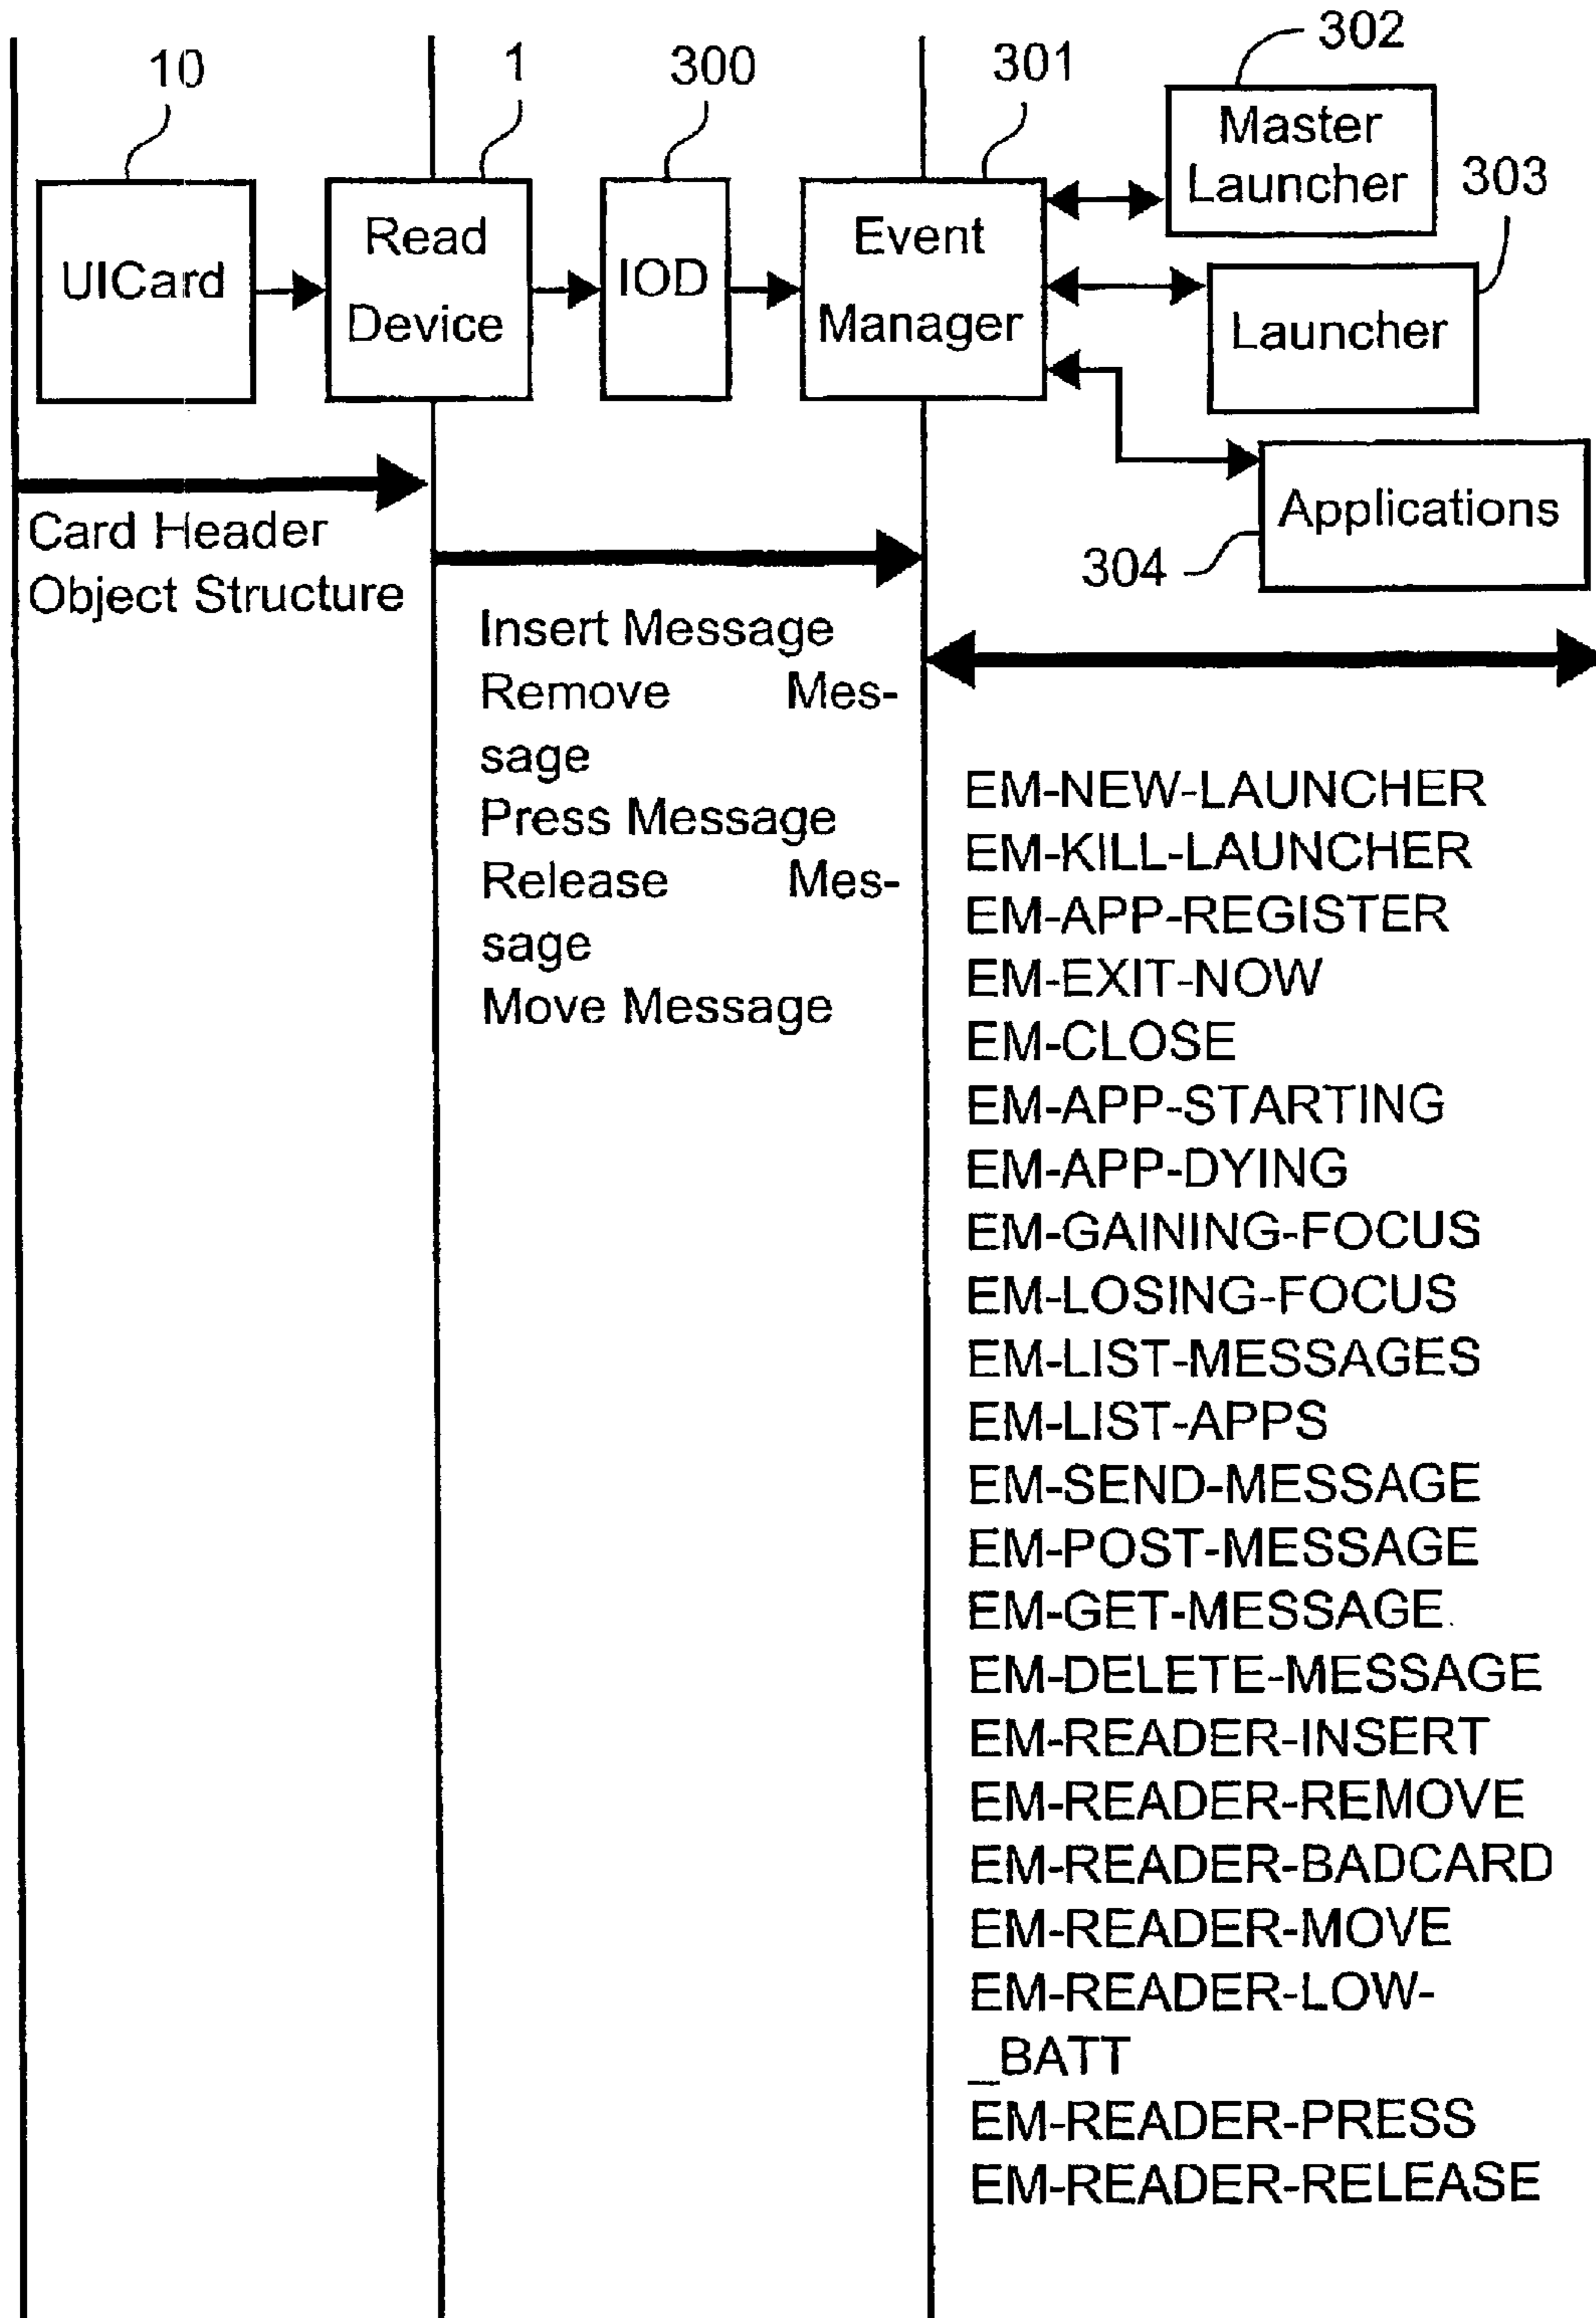 302
10
1
300
301
Master
Launcher
303
UICard
Read
Device
IOD
Event
Manager
Launcher
Applications
304
Card Header
Object Structure
Insert Message
Remove Mes-
sage
Press Message
Release Mes-
sage
Move Message
EM-NEW-LAUNCHER
EM-KILL-LAUNCHER
EM-APP-REGISTER
EM-EXIT-NOW
EM-CLOSE
EM-APP-STARTING
EM-APP-DYING
EM-GAINING-FOCUS
EM-LOSING-FOCUS
EM-LIST-MESSAGES
EM-LIST-APPS
EM-SEND-MESSAGE
EM-POST-MESSAGE
EM-GET-MESSAGE
EM-DELETE-MESSAGE
EM-READER-INSERT
EM-READER-REMOVE
EM-READER-BADCARD
EM-READER-MOVE
EM-READER-LOW-
_BATT
EM-READER-PRESS
EM-READER-RELEASE